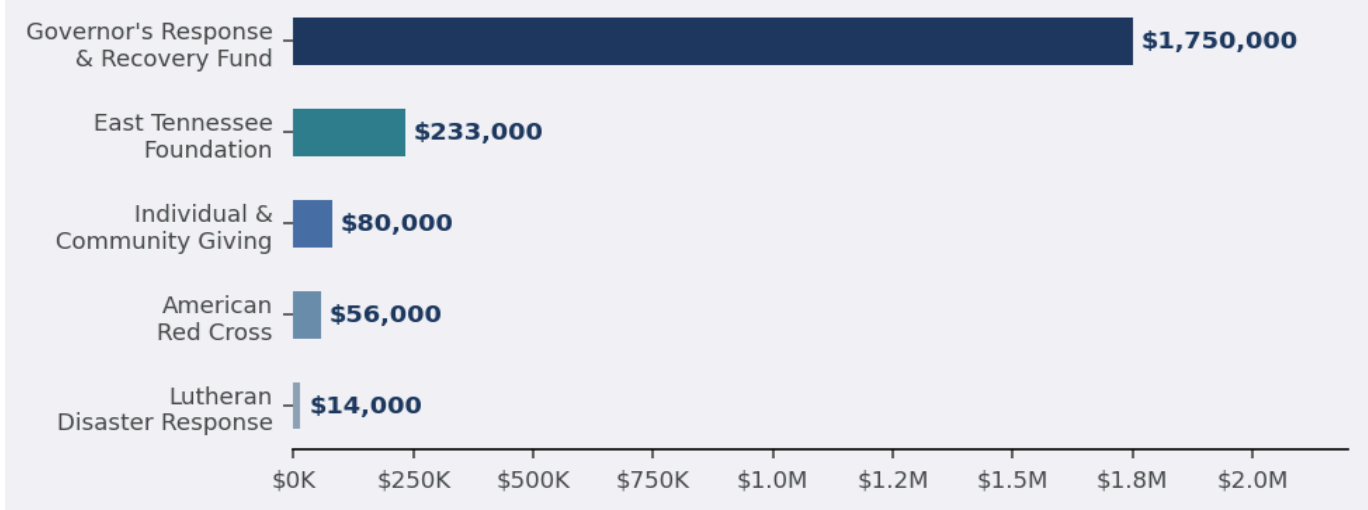 Governor's Response
& Recovery Fund
$1,750,000
East Tennessee
Foundation
$233,000
Individual &
Community Giving
$80,000
American
Red Cross
$56,000
Lutheran
Disaster Response
$14,000
$0K $250K $500K $750K $1.0M $1.2M $1.5M $1.8M $2.0M